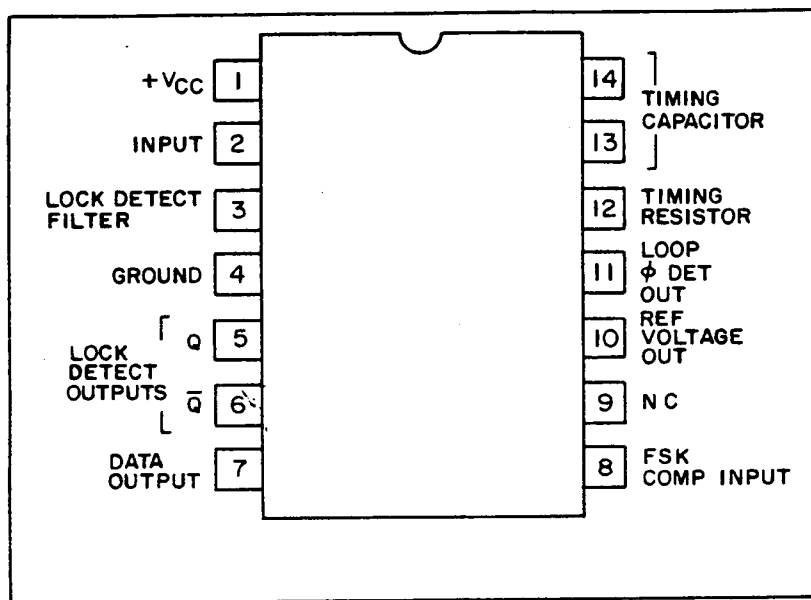 +VCC 1
INPUT 2
LOCK DETECT
FILTER 3
GROUND 4
LOCK
DETECT
OUTPUTS
Q 5
Q̅ 6
DATA
OUTPUT 7
14
13
TIMING
CAPACITOR
12 TIMING
RESISTOR
11 LOOP
ϕ DET
OUT
10 REF
VOLTAGE
OUT
9 NC
8 FSK
COMP INPUT